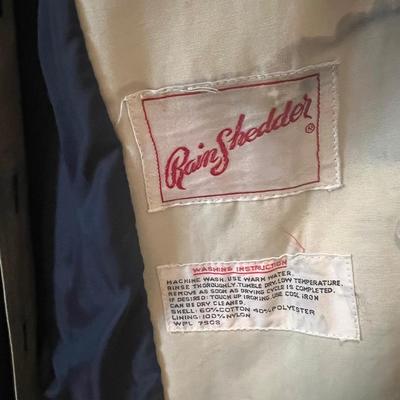 Rain Shedder ®
WASHING INSTRUCTION
MACHINE WASH. USE WARM WATER.
RINSE THOROUGHLY. TUMBLE DRY. LOW TEMPERATURE.
REMOVE AS SOON AS DRYING CYCLE IS COMPLETED.
IF DESIRED: TOUCH UP IRONING. USE COOL IRON
CAN BE DRY CLEANED.
SHELL: 60% COTTON 40% POLYESTER
LINING: 100% NYLON
WPL 7908